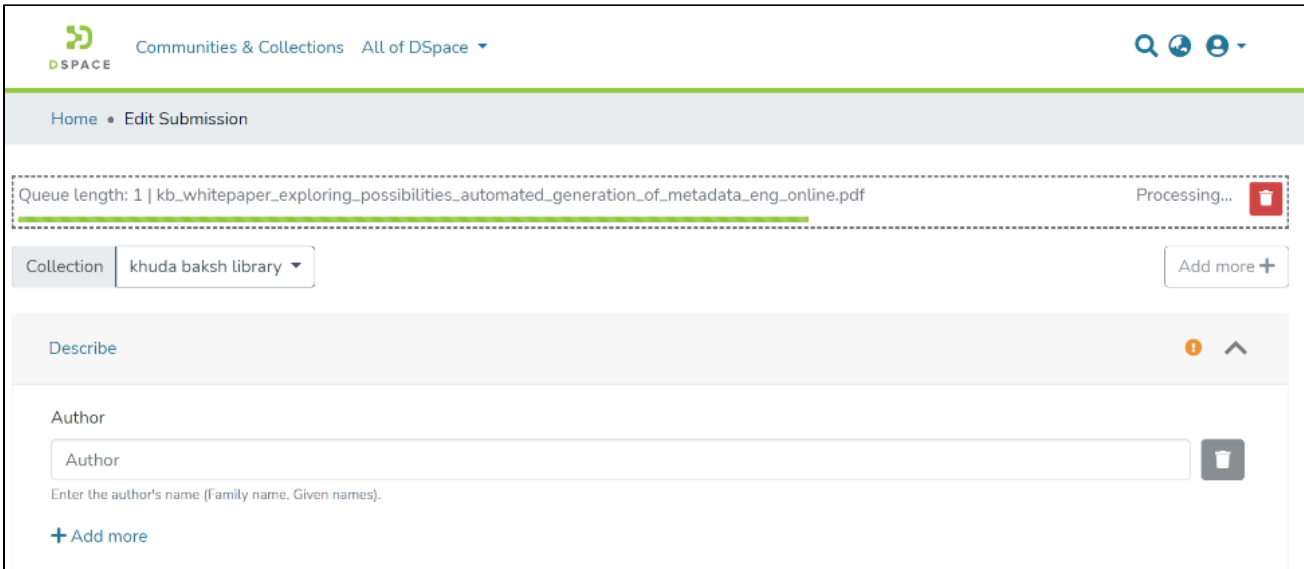 Communities & Collections All of DSpace
DSPACE
Home • Edit Submission
Queue length: 1 | kb_whitepaper_exploring_possibilities_automated_generation_of_metadata_eng_online.pdf Processing...
Collection khuda baksh library Add more +
Describe
Author
Author
Enter the author's name (Family name, Given names).
+ Add more